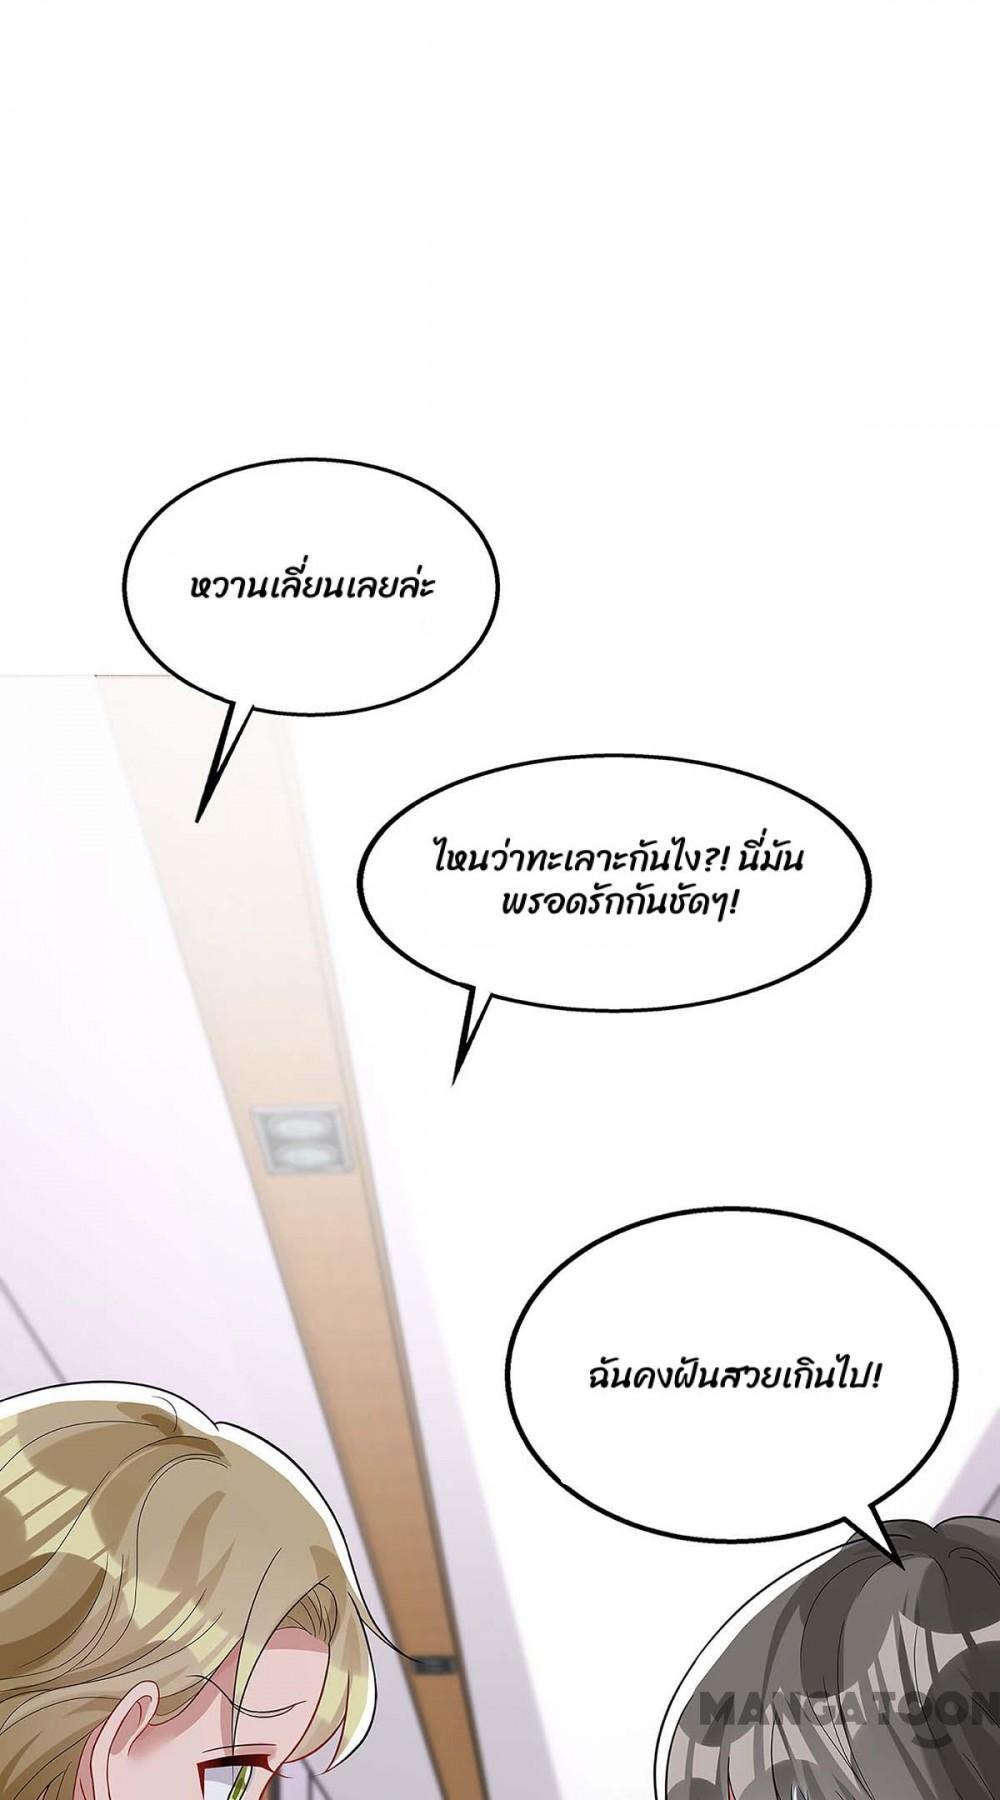 หวานเลี่ยนเลยล่ะ
ไหนว่าทะเลาะกันไง?! นี่มัน
พรอดรักกันชัดๆ!
ฉันคงฝันสวยเกินไป!
MANGATOON